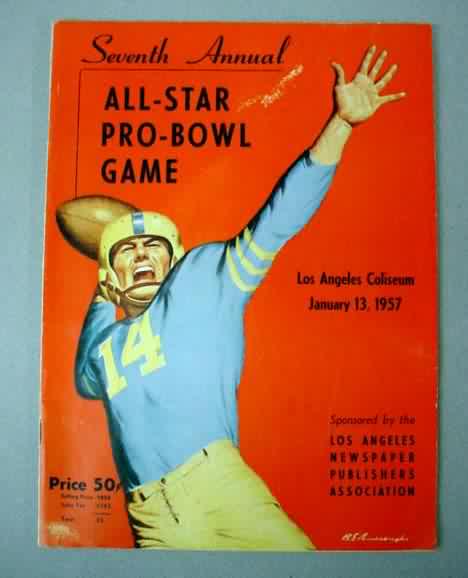 Seventh Annual
ALL-STAR
PRO-BOWL
GAME
14
Los Angeles Coliseum
January 13, 1957
Sponsored by the
LOS ANGELES
NEWSPAPER
PUBLISHERS
ASSOCIATION
Price 50¢